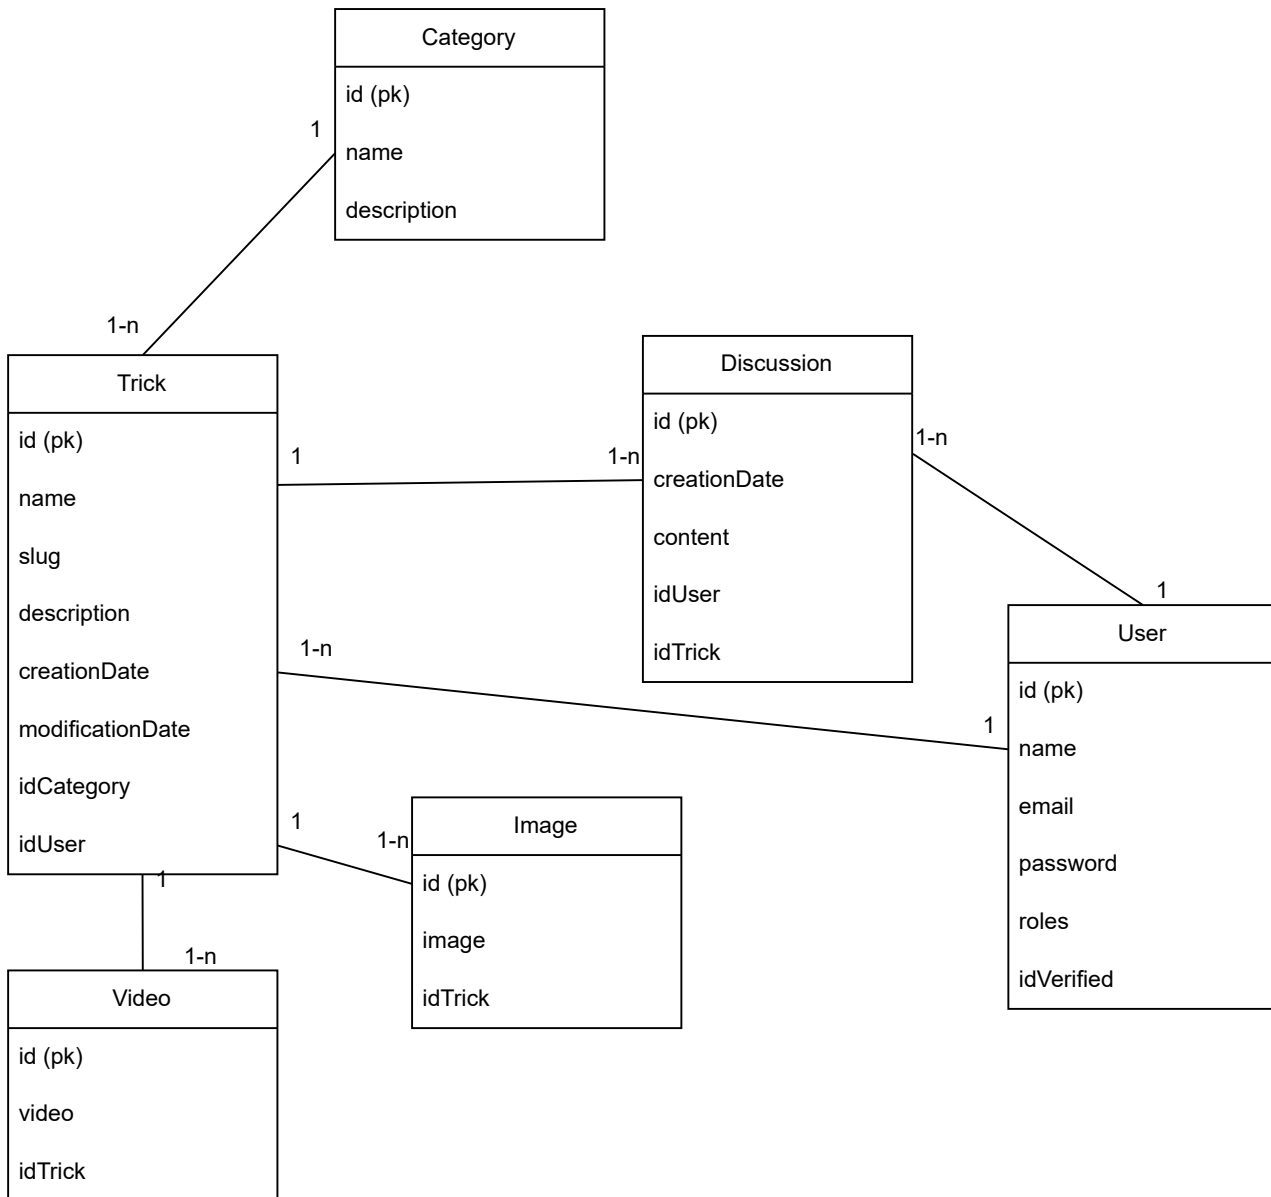 Category
id (pk)
1
name
description
1-n
Trick
id (pk)
name
slug
description
creationDate
modificationDate
idCategory
idUser
1
1-n
Discussion
id (pk)
creationDate
content
idUser
idTrick
1-n
1
1-n
1
User
id (pk)
name
email
password
roles
idVerified
1
1-n
Image
id (pk)
image
idTrick
1
1-n
Video
id (pk)
video
idTrick